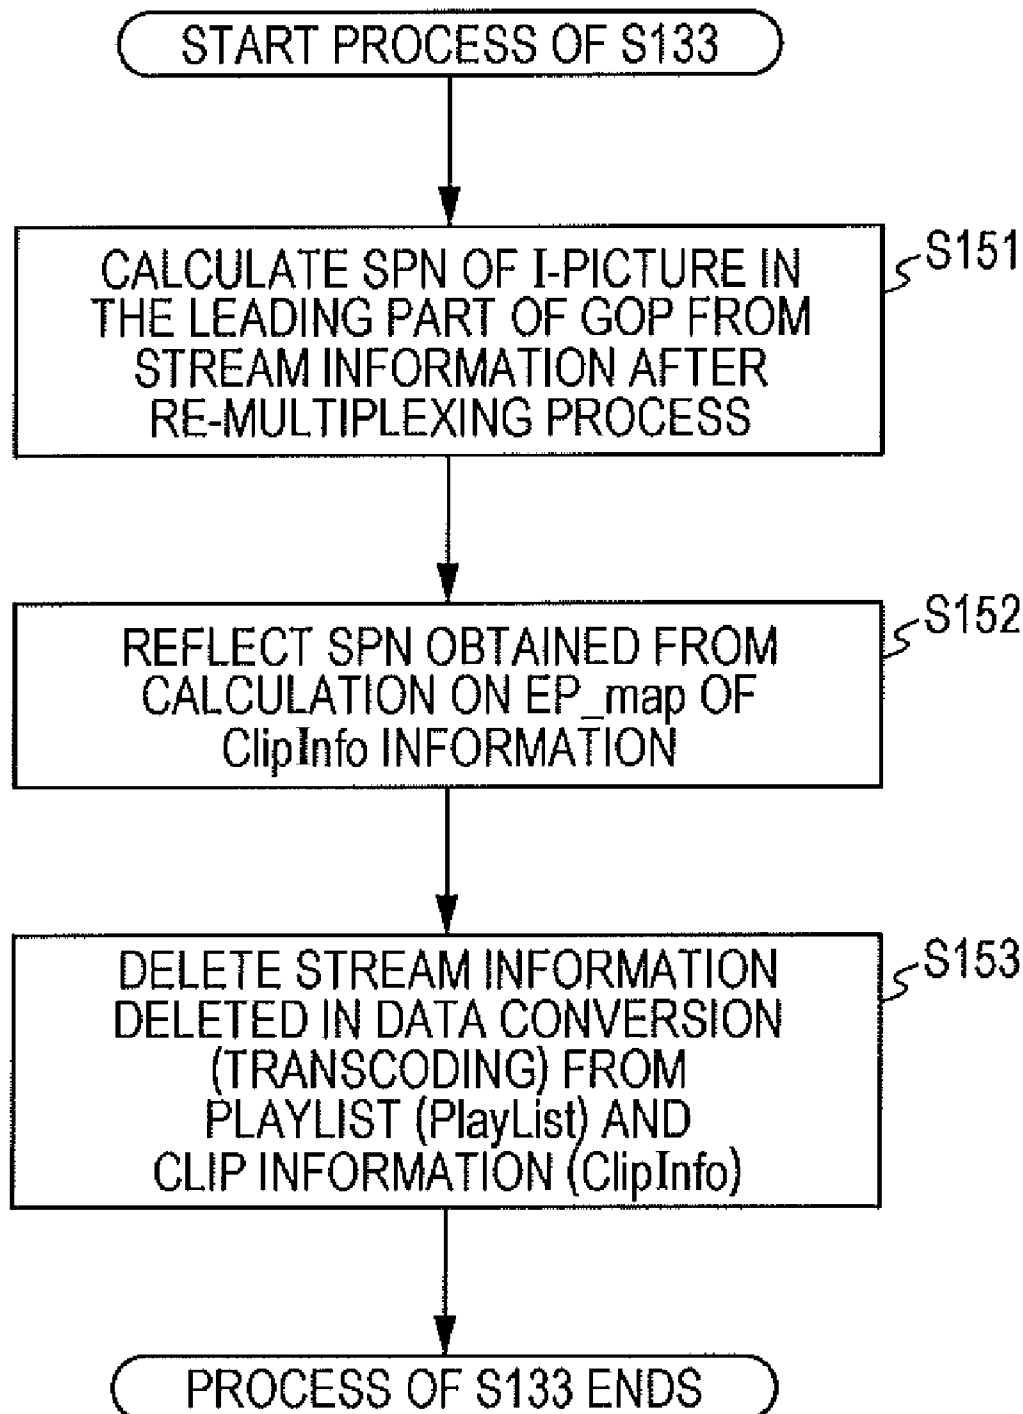 START PROCESS OF S133
CALCULATE SPN OF I-PICTURE IN
THE LEADING PART OF GOP FROM
STREAM INFORMATION AFTER
RE-MULTIPLEXING PROCESS
S151
REFLECT SPN OBTAINED FROM
CALCULATION ON EP_map OF
ClipInfo INFORMATION
S152
DELETE STREAM INFORMATION
DELETED IN DATA CONVERSION
(TRANSCODING) FROM
PLAYLIST (PlayList) AND
CLIP INFORMATION (ClipInfo)
S153
PROCESS OF S133 ENDS